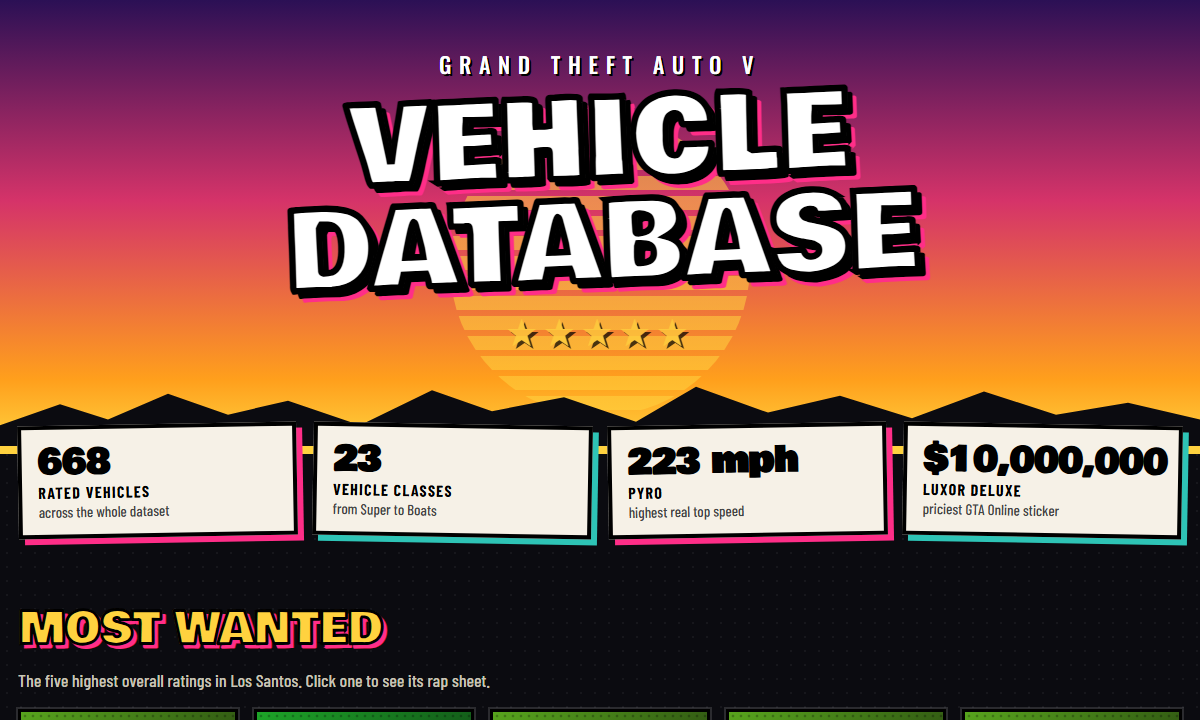 GRAND THEFT AUTO V
VEHICLE
DATABASE
668
RATED VEHICLES
across the whole dataset
23
VEHICLE CLASSES
from Super to Boats
223 mph
PYRO
highest real top speed
$10,000,000
LUXOR DELUXE
priciest GTA Online sticker
MOST WANTED
The five highest overall ratings in Los Santos. Click one to see its rap sheet.